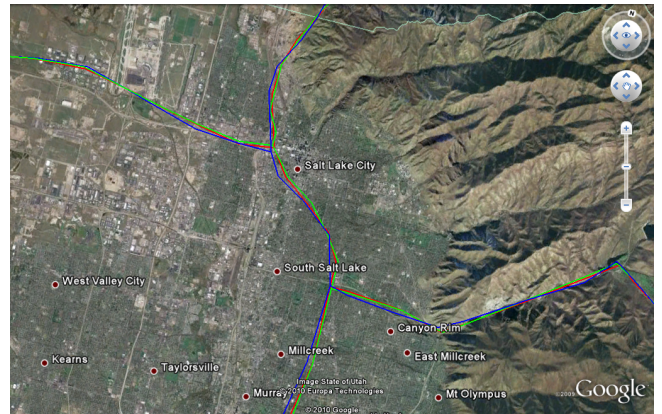 N
Salt Lake City
South Salt Lake
West Valley City
Canyon Rim
Millcreek
East Millcreek
Kearns
Taylorsville
Image State of Utah
Murray
©2010 Europa Technologies
Mt Olympus
©2009 Google
© 2010 Google